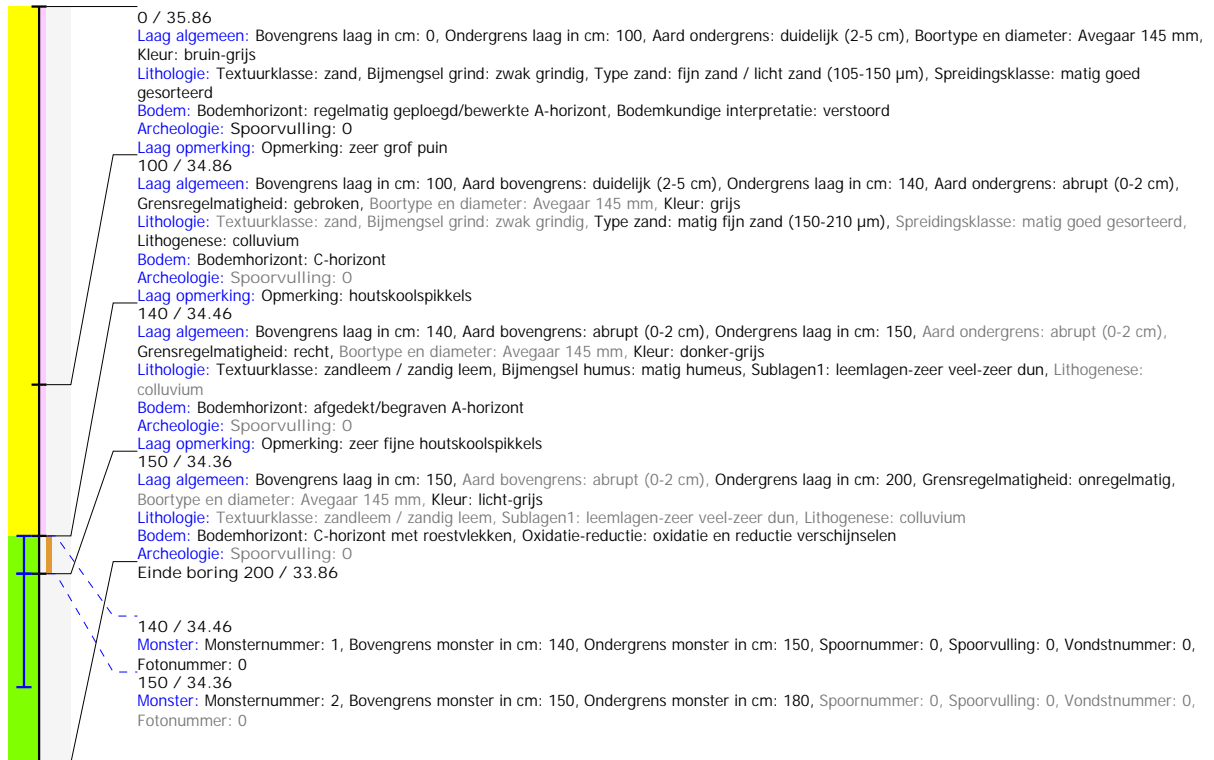 0 / 35.86
Laag algemeen: Bovengrens laag in cm: 0, Ondergrens laag in cm: 100, Aard ondergrens: duidelijk (2-5 cm), Boortype en diameter: Avegaar 145 mm,
Kleur: bruin-grijs
Lithologie: Textuurklasse: zand, Bijmengsel grind: zwak grindig, Type zand: fijn zand / licht zand (105-150 µm), Spreidingsklasse: matig goed
gesorteerd
Bodem: Bodemhorizont: regelmatig geploegd/bewerkte A-horizont, Bodemkundige interpretatie: verstoord
Archeologie: Spoorvulling: 0
Laag opmerking: Opmerking: zeer grof puin
100 / 34.86
Laag algemeen: Bovengrens laag in cm: 100, Aard bovengrens: duidelijk (2-5 cm), Ondergrens laag in cm: 140, Aard ondergrens: abrupt (0-2 cm),
Grensregelmatigheid: gebroken, Boortype en diameter: Avegaar 145 mm, Kleur: grijs
Lithologie: Textuurklasse: zand, Bijmengsel grind: zwak grindig, Type zand: matig fijn zand (150-210 µm), Spreidingsklasse: matig goed gesorteerd,
Lithogenese: colluvium
Bodem: Bodemhorizont: C-horizont
Archeologie: Spoorvulling: 0
Laag opmerking: Opmerking: houtskoolspikkels
140 / 34.46
Laag algemeen: Bovengrens laag in cm: 140, Aard bovengrens: abrupt (0-2 cm), Ondergrens laag in cm: 150, Aard ondergrens: abrupt (0-2 cm),
Grensregelmatigheid: recht, Boortype en diameter: Avegaar 145 mm, Kleur: donker-grijs
Lithologie: Textuurklasse: zandleem / zandig leem, Bijmengsel humus: matig humeus, Sublagen1: leemlagen-zeer veel-zeer dun, Lithogenese:
colluvium
Bodem: Bodemhorizont: afgedekt/begraven A-horizont
Archeologie: Spoorvulling: 0
Laag opmerking: Opmerking: zeer fijne houtskoolspikkels
150 / 34.36
Laag algemeen: Bovengrens laag in cm: 150, Aard bovengrens: abrupt (0-2 cm), Ondergrens laag in cm: 200, Grensregelmatigheid: onregelmatig,
Boortype en diameter: Avegaar 145 mm, Kleur: licht-grijs
Lithologie: Textuurklasse: zandleem / zandig leem, Sublagen1: leemlagen-zeer veel-zeer dun, Lithogenese: colluvium
Bodem: Bodemhorizont: C-horizont met roestvlekken, Oxidatie-reductie: oxidatie en reductie verschijnselen
Archeologie: Spoorvulling: 0
Einde boring 200 / 33.86
140 / 34.46
Monster: Monsternummer: 1, Bovengrens monster in cm: 140, Ondergrens monster in cm: 150, Spoornummer: 0, Spoorvulling: 0, Vondstnummer: 0,
Fotonummer: 0
150 / 34.36
Monster: Monsternummer: 2, Bovengrens monster in cm: 150, Ondergrens monster in cm: 180, Spoornummer: 0, Spoorvulling: 0, Vondstnummer: 0,
Fotonummer: 0